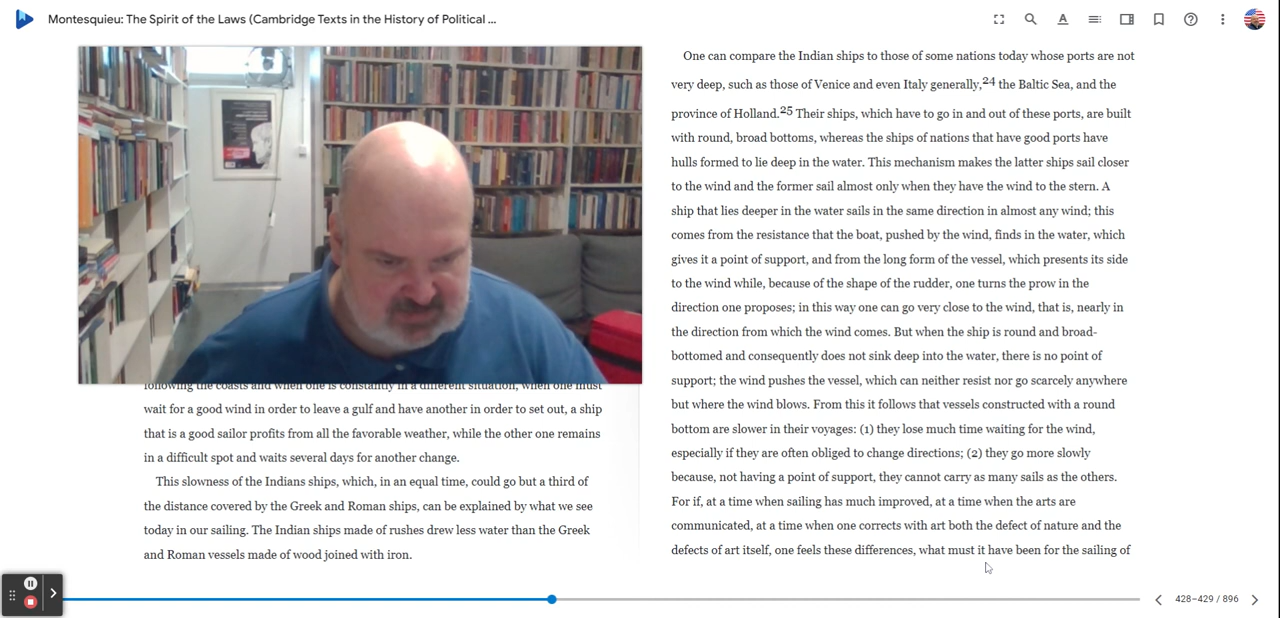 Montesquieu: The Spirit of the Laws (Cambridge Texts in the History of Political ...
following the coasts and when one is constantly in a different situation, when one must
wait for a good wind in order to leave a gulf and have another in order to set out, a ship
that is a good sailor profits from all the favorable weather, while the other one remains
in a difficult spot and waits several days for another change.
This slowness of the Indians ships, which, in an equal time, could go but a third of
the distance covered by the Greek and Roman ships, can be explained by what we see
today in our sailing. The Indian ships made of rushes drew less water than the Greek
and Roman vessels made of wood joined with iron.
One can compare the Indian ships to those of some nations today whose ports are not
very deep, such as those of Venice and even Italy generally,24 the Baltic Sea, and the
province of Holland.25 Their ships, which have to go in and out of these ports, are built
with round, broad bottoms, whereas the ships of nations that have good ports have
hulls formed to lie deep in the water. This mechanism makes the latter ships sail closer
to the wind and the former sail almost only when they have the wind to the stern. A
ship that lies deeper in the water sails in the same direction in almost any wind; this
comes from the resistance that the boat, pushed by the wind, finds in the water, which
gives it a point of support, and from the long form of the vessel, which presents its side
to the wind while, because of the shape of the rudder, one turns the prow in the
direction one proposes; in this way one can go very close to the wind, that is, nearly in
the direction from which the wind comes. But when the ship is round and broad-
bottomed and consequently does not sink deep into the water, there is no point of
support; the wind pushes the vessel, which can neither resist nor go scarcely anywhere
but where the wind blows. From this it follows that vessels constructed with a round
bottom are slower in their voyages: (1) they lose much time waiting for the wind,
especially if they are often obliged to change directions; (2) they go more slowly
because, not having a point of support, they cannot carry as many sails as the others.
For if, at a time when sailing has much improved, at a time when the arts are
communicated, at a time when one corrects with art both the defect of nature and the
defects of art itself, one feels these differences, what must it have been for the sailing of
428–429 / 896